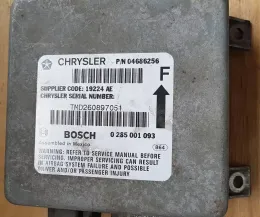 CHRYSLER P/N 04686256
SUPPLIER CODE: 19224 AE
CHRYSLER SERIAL NUMBER:
F
TND260897051
BOSCH 0 285 001 093
Assembled in Mexico
864
WARNING: REFER TO SERVICE
INSTRUCTIONS BEFORE SERVICING.
IMPROPER SERVICING CAN RESULT
IN SYSTEM FAILURE AND POSSIBLE
DRIVER AND/OR PASSENGER INJURY.